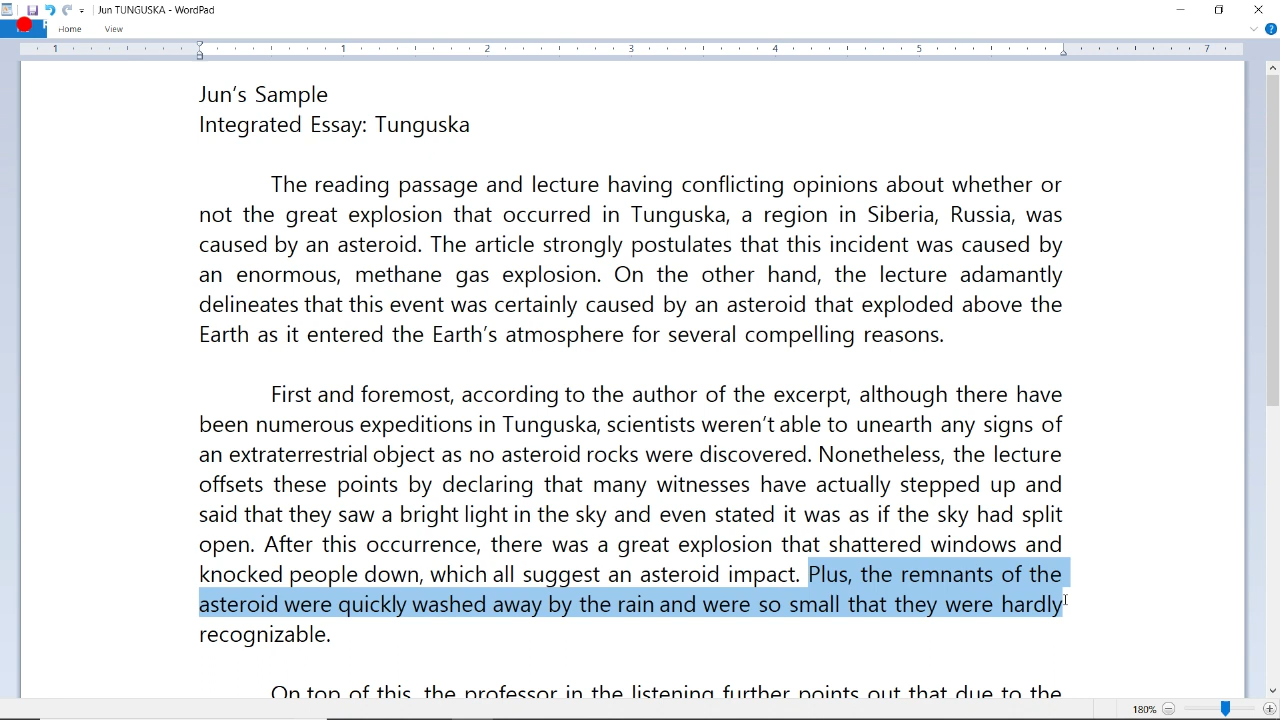 Jun TUNGUSKA - WordPad
Home View
1 1 2 3 4 5 7
Jun's Sample
Integrated Essay: Tunguska
The reading passage and lecture having conflicting opinions about whether or
not the great explosion that occurred in Tunguska, a region in Siberia, Russia, was
caused by an asteroid. The article strongly postulates that this incident was caused by
an enormous, methane gas explosion. On the other hand, the lecture adamantly
delineates that this event was certainly caused by an asteroid that exploded above the
Earth as it entered the Earth's atmosphere for several compelling reasons.
First and foremost, according to the author of the excerpt, although there have
been numerous expeditions in Tunguska, scientists weren't able to unearth any signs of
an extraterrestrial object as no asteroid rocks were discovered. Nonetheless, the lecture
offsets these points by declaring that many witnesses have actually stepped up and
said that they saw a bright light in the sky and even stated it was as if the sky had split
open. After this occurrence, there was a great explosion that shattered windows and
knocked people down, which all suggest an asteroid impact. Plus, the remnants of the
asteroid were quickly washed away by the rain and were so small that they were hardly
recognizable.
On top of this, the professor in the listening further points out that due to the
180%